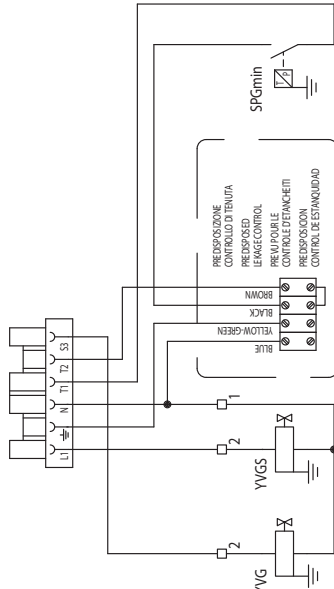 SPGmin
T P
PREDISPOSIZIONE
CONTROLLO DI TENUTA
PREDISPOSED
LEKAGE CONTROL
PREVU POUR LE
CONTROLE D'ETANCHEITI
PREDISPOSICION
CONTROL DE ESTANQUIDAD
BROWN
BLACK
YELLOW-GREEN
BLUE
S3
T2
T1
N
L1
1
2
YVGS
2
YVG